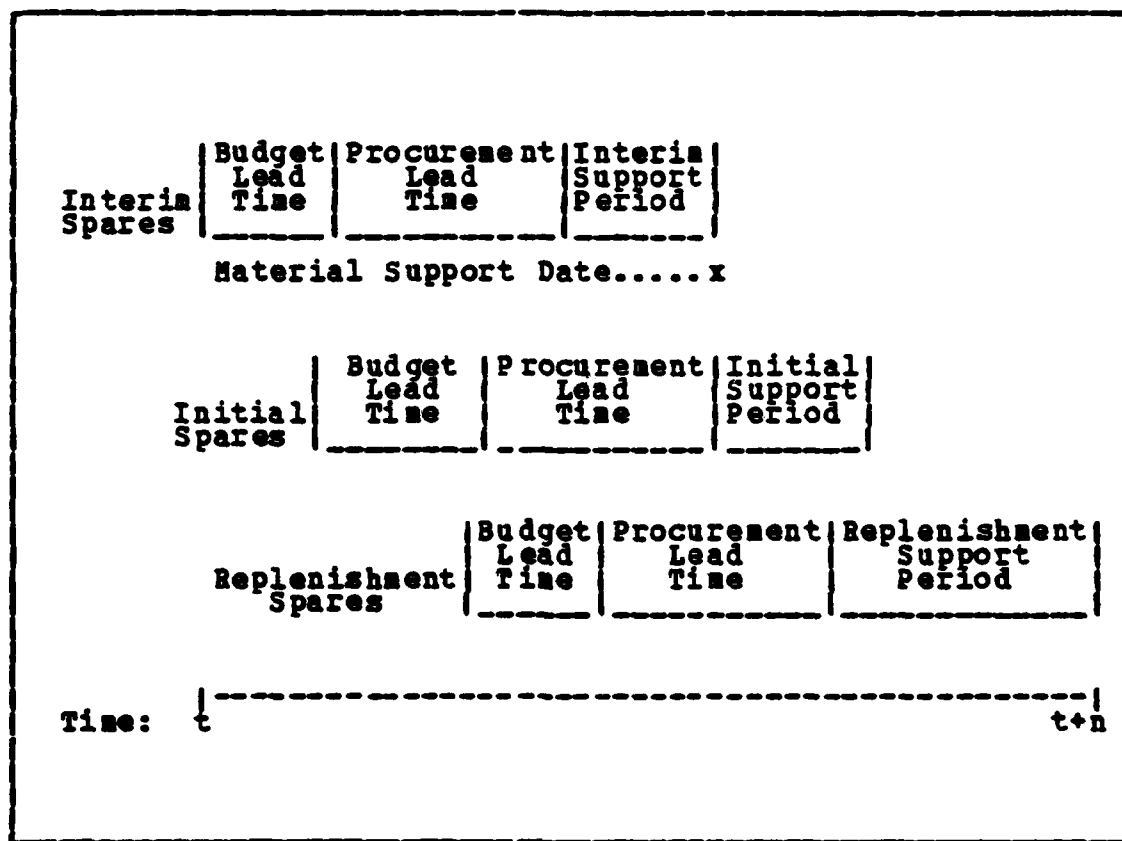 Budget Procurement Interim
Lead Lead Support
Interim Time Time Period
Spares
Material Support Date.....x
Budget Procurement Initial
Lead Lead Support
Initial Time Time Period
Spares
Budget Procurement Replenishment
Lead Lead Support
Replenishment Time Time Period
Spares
Time: t t+n